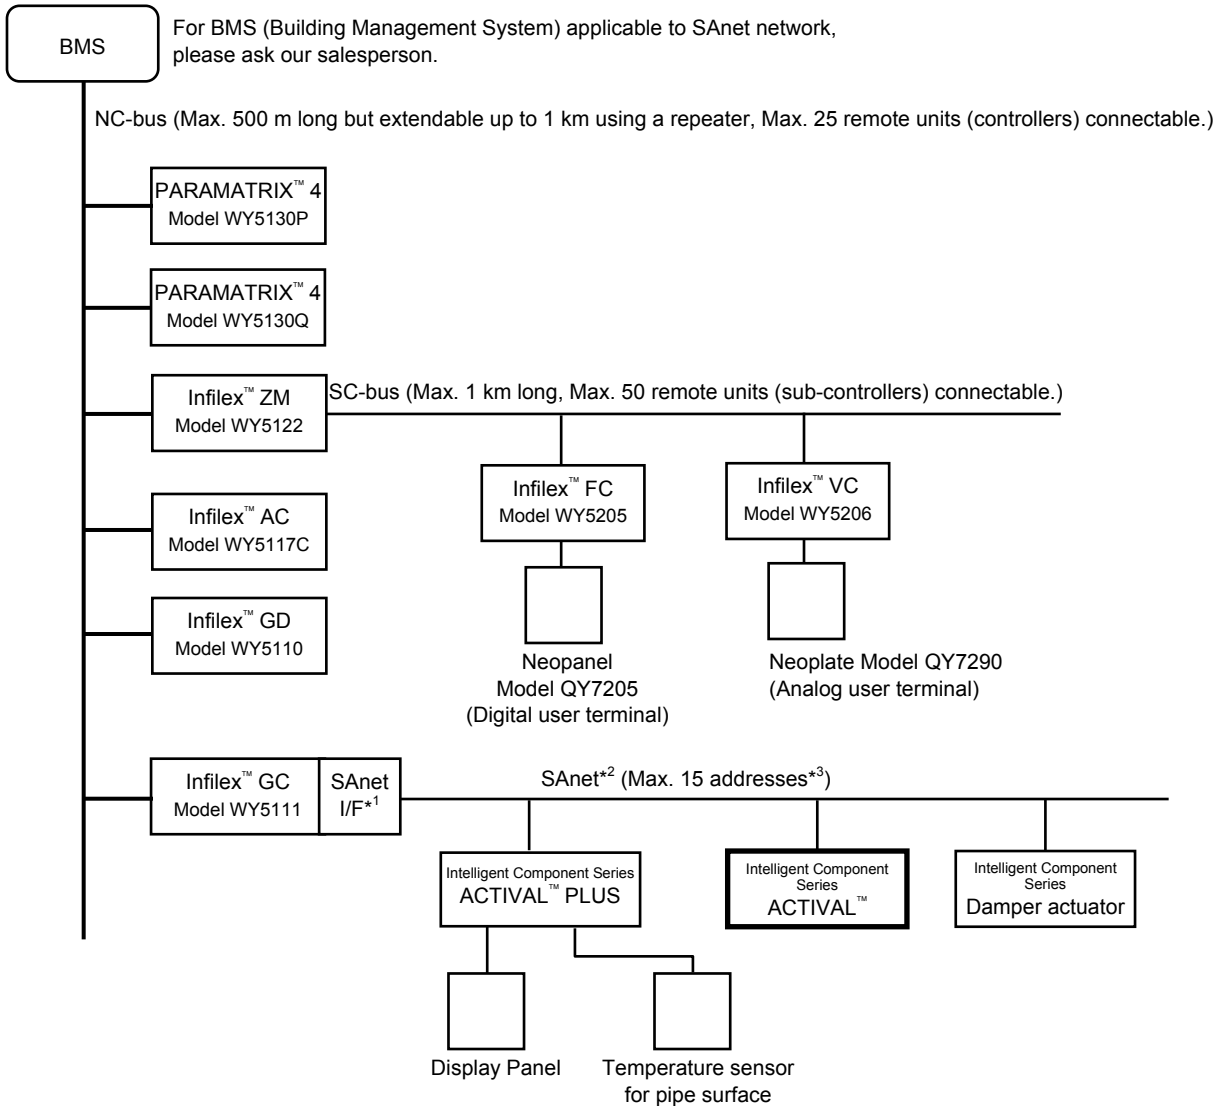 BMS
For BMS (Building Management System) applicable to SAnet network,
please ask our salesperson.
NC-bus (Max. 500 m long but extendable up to 1 km using a repeater, Max. 25 remote units (controllers) connectable.)
PARAMATRIX™ 4
Model WY5130P
PARAMATRIX™ 4
Model WY5130Q
Infilex™ ZM
Model WY5122
SC-bus (Max. 1 km long, Max. 50 remote units (sub-controllers) connectable.)
Infilex™ FC
Model WY5205
Infilex™ VC
Model WY5206
Infilex™ AC
Model WY5117C
Infilex™ GD
Model WY5110
Neopanel
Model QY7205
(Digital user terminal)
Neoplate Model QY7290
(Analog user terminal)
Infilex™ GC
Model WY5111
SAnet
I/F*1
SAnet*2 (Max. 15 addresses*3)
Intelligent Component Series
ACTIVAL™ PLUS
Intelligent Component
Series
ACTIVAL™
Intelligent Component
Series
Damper actuator
Display Panel
Temperature sensor
for pipe surface